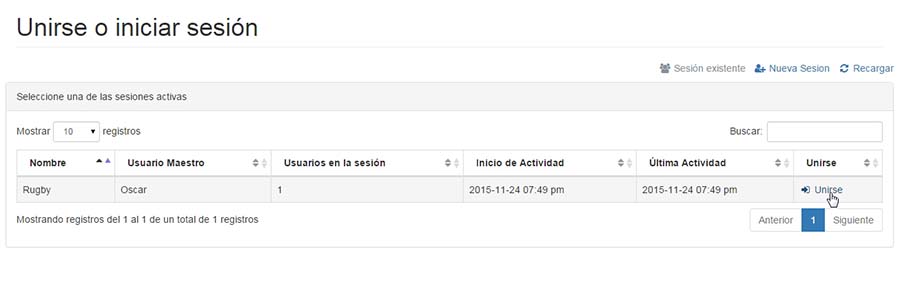 Unirse o iniciar sesión
Sesión existente Nueva Sesion Recargar
Seleccione una de las sesiones activas
Mostrar 10 registros Buscar:
Nombre Usuario Maestro Usuarios en la sesión Inicio de Actividad Última Actividad Unirse
Rugby Oscar 1 2015-11-24 07:49 pm 2015-11-24 07:49 pm Unirse
Mostrando registros del 1 al 1 de un total de 1 registros Anterior 1 Siguiente